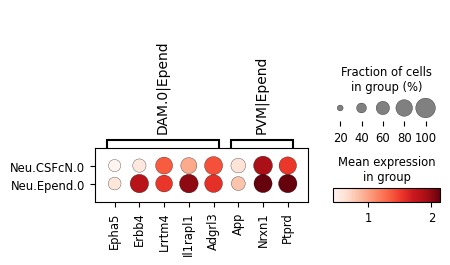 DAM.0|Epend
PVM|Epend
Fraction of cells
in group (%)
20 40 60 80 100
Mean expression
in group
1 2
Neu.CSFcN.0
Neu.Epend.0
Epha5
Erbb4
Lrrtm4
Il1rapl1
Adgrl3
App
Nrxn1
Ptprd